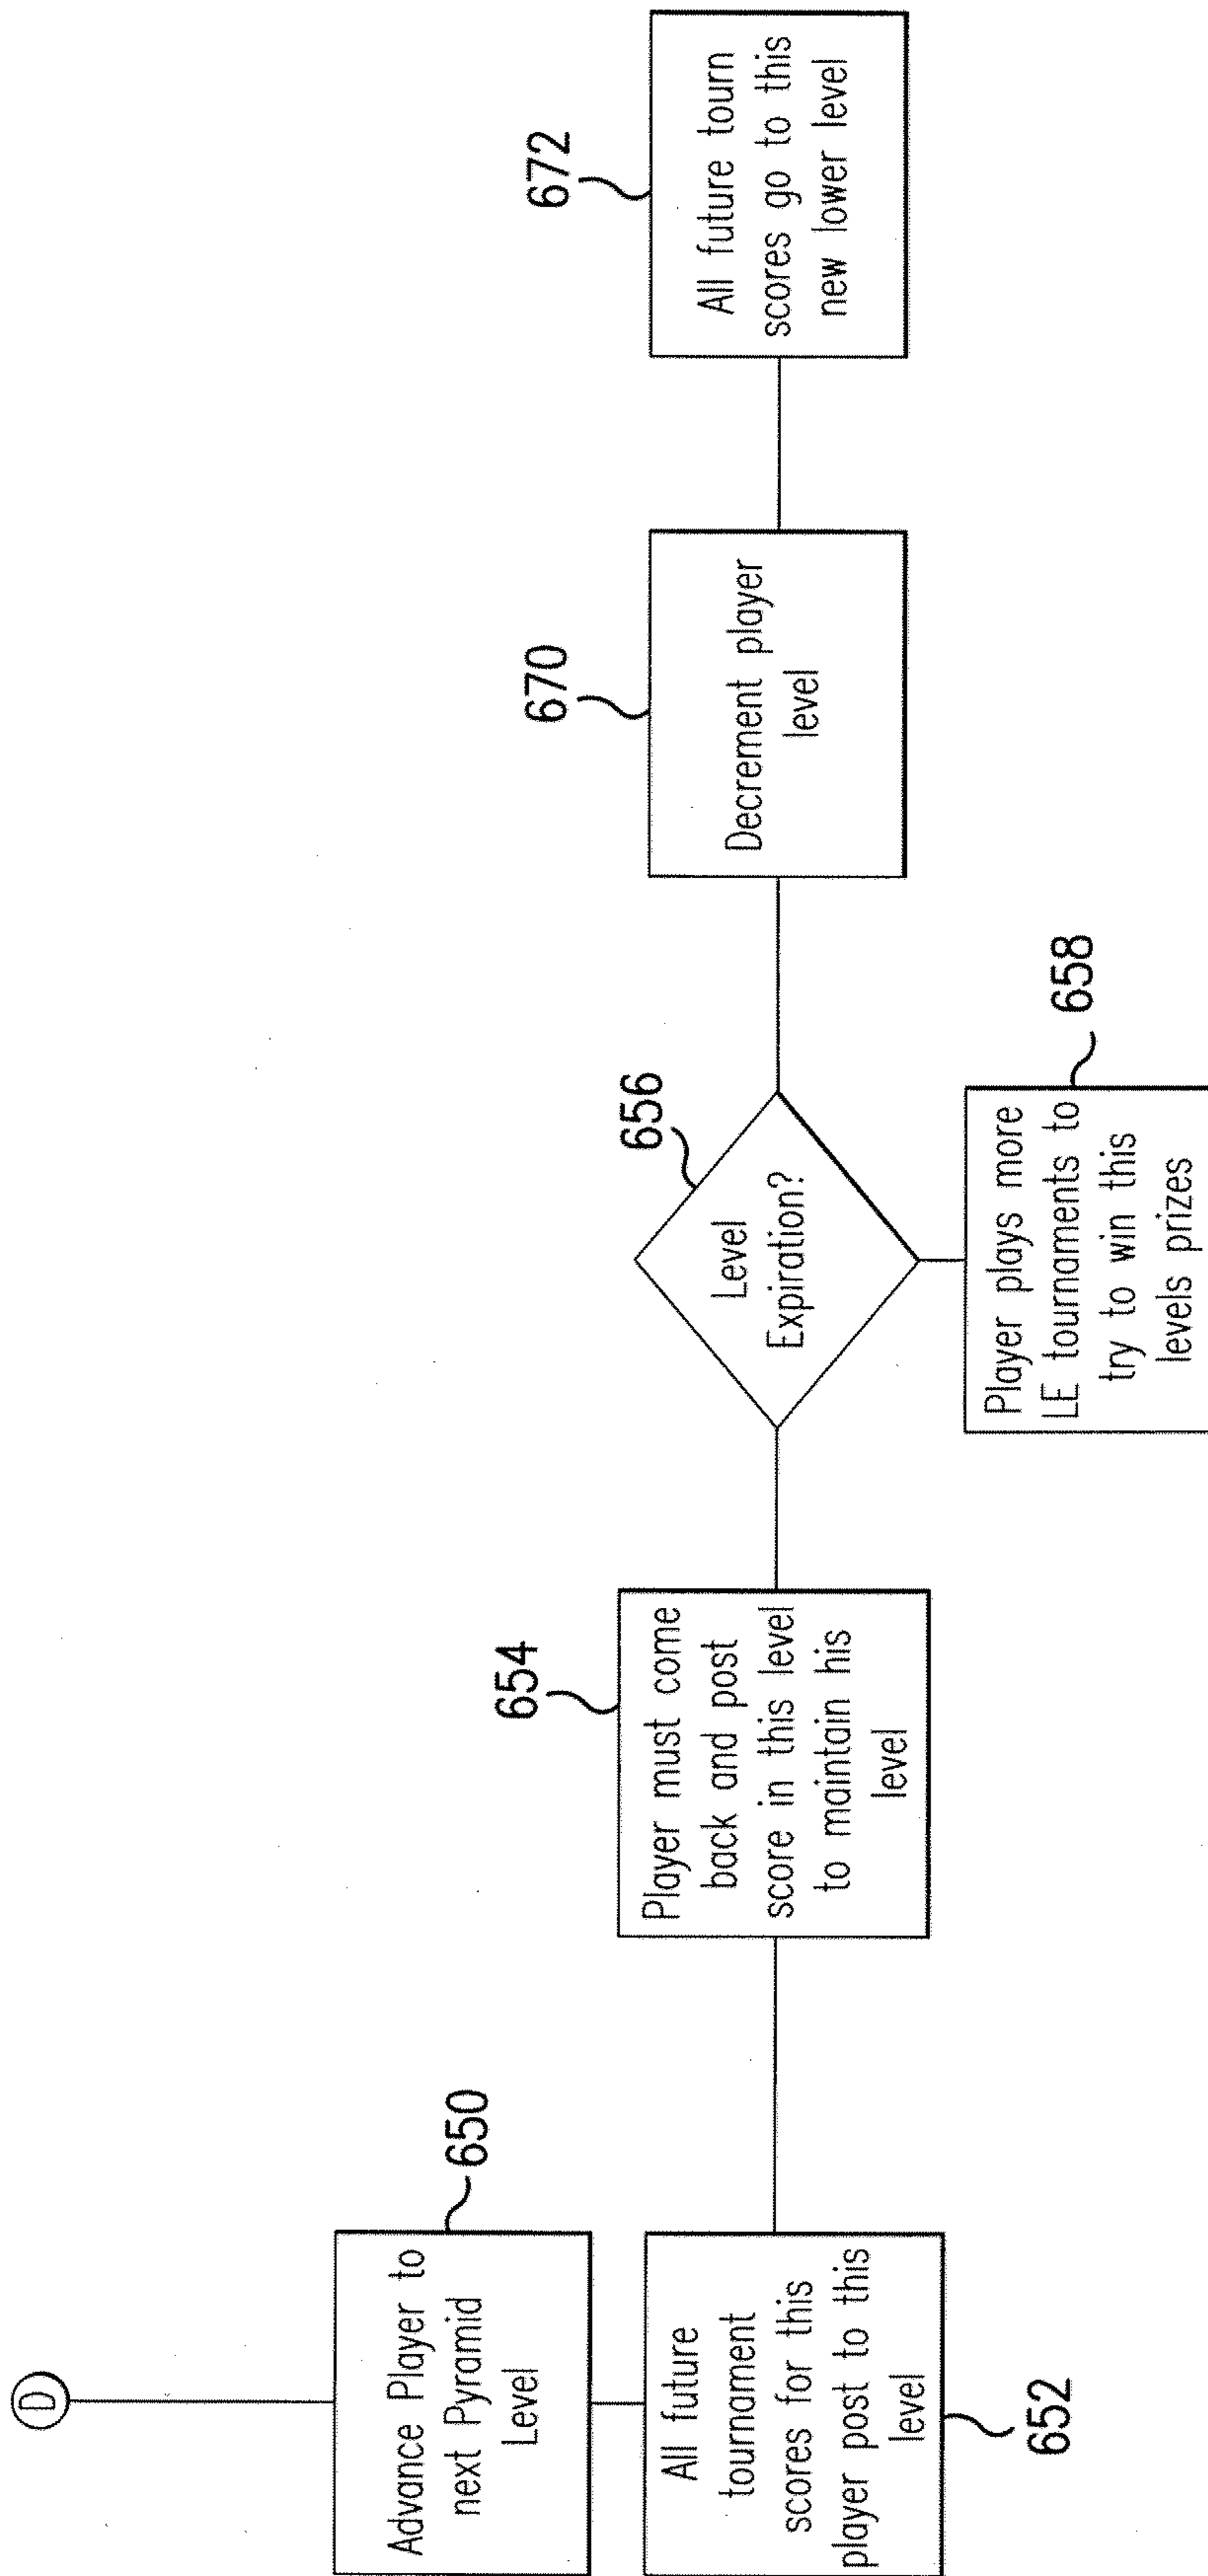 D
650
Advance Player to
next Pyramid
Level
All future
tournament
scores for this
player post to this
level
652
654
Player must come
back and post
score in this level
to maintain his
level
656
Level
Expiration?
658
Player plays more
LE tournaments to
try to win this
levels prizes
670
Decrement player
level
672
All future tourn
scores go to this
new lower level